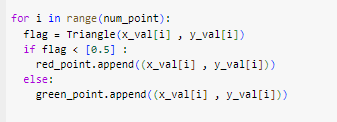 for i in range(num_point):
  flag = Triangle(x_val[i] , y_val[i])
  if flag < [0.5] :
    red_point.append((x_val[i] , y_val[i]))
  else:
    green_point.append((x_val[i] , y_val[i]))